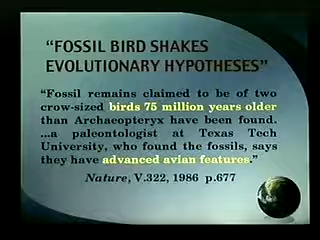 “FOSSIL BIRD SHAKES
EVOLUTIONARY HYPOTHESES”
“Fossil remains claimed to be of two
crow-sized birds 75 million years older
than Archaeopteryx have been found.
...a paleontologist at Texas Tech
University, who found the fossils, says
they have advanced avian features.”
Nature, V.322, 1986 p.677